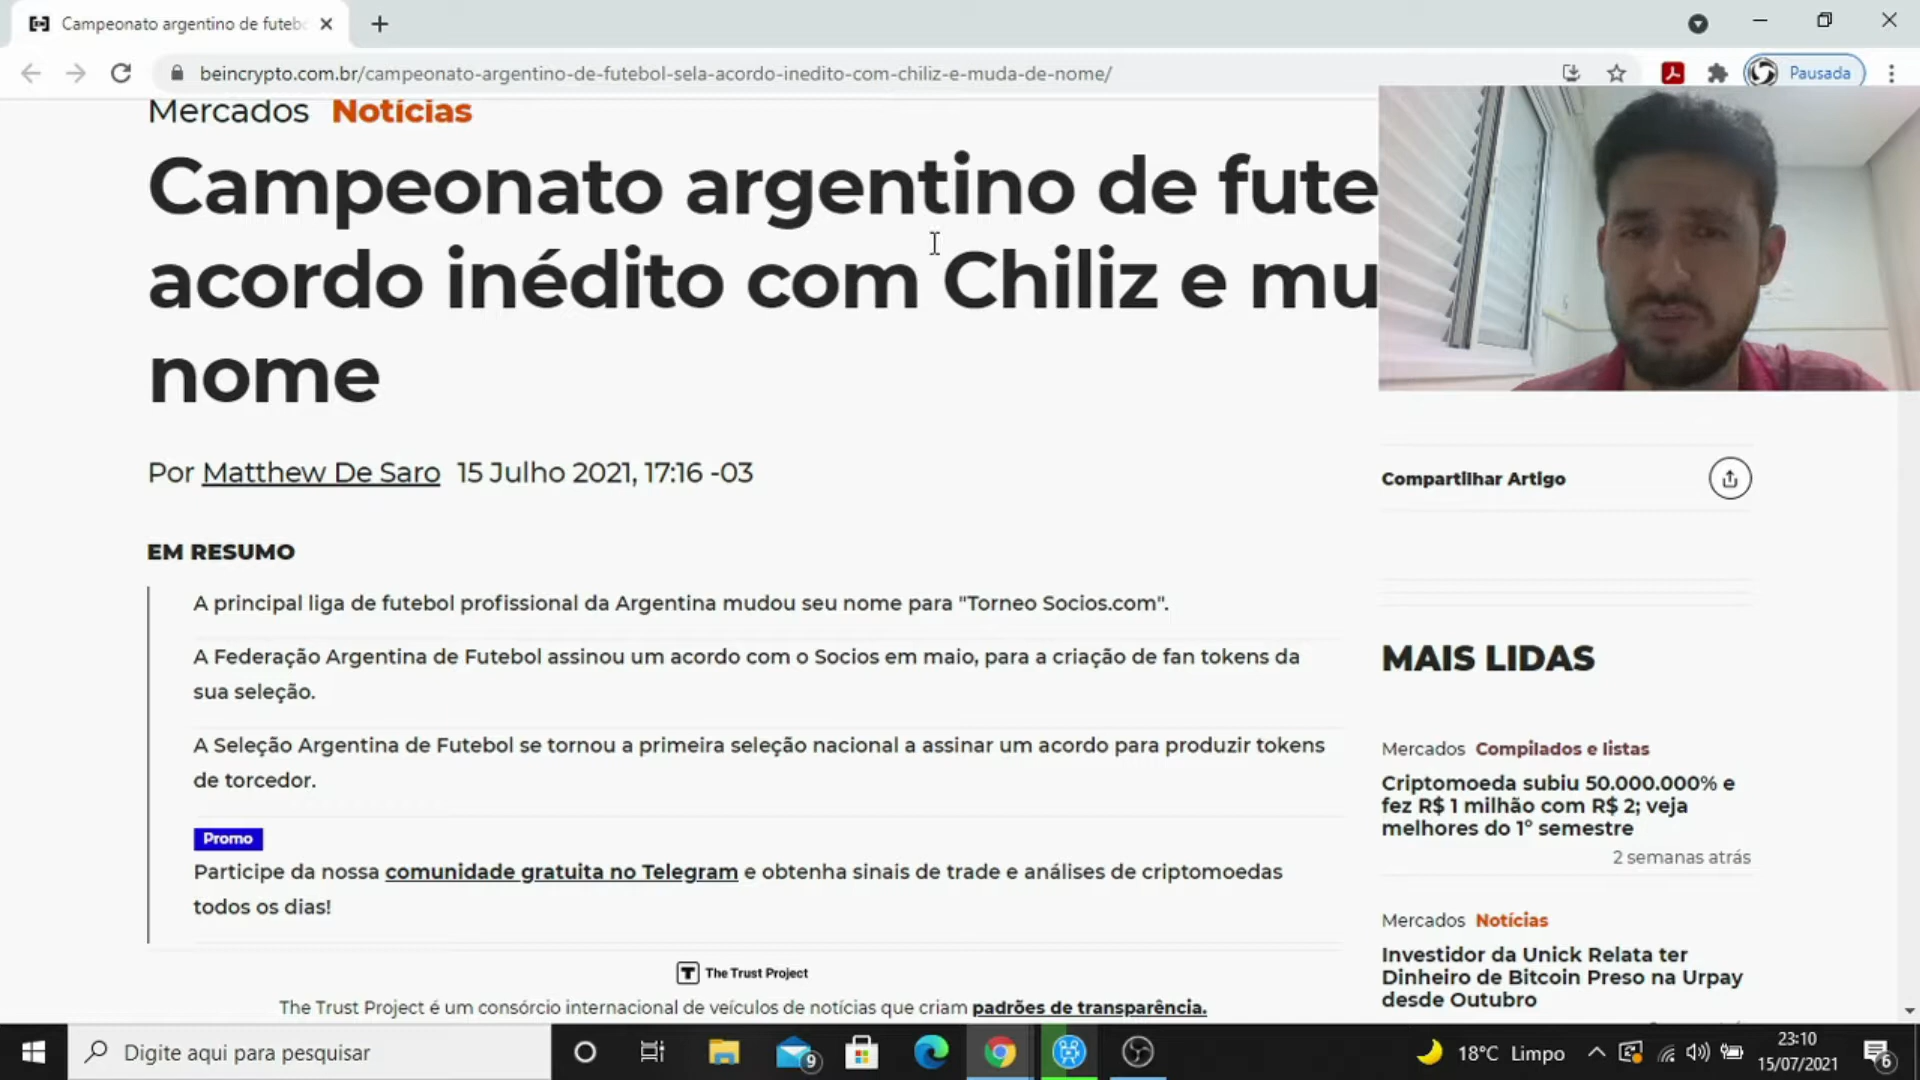 Campeonato argentino de futeb
beincrypto.com.br/campeonato-argentino-de-futebol-sela-acordo-inedito-com-chiliz-e-muda-de-nome/
Pausada
Mercados Notícias
Campeonato argentino de fute
acordo inédito com Chiliz e mu
nome
Por Matthew De Saro 15 Julho 2021, 17:16 -03
Compartilhar Artigo
EM RESUMO
A principal liga de futebol profissional da Argentina mudou seu nome para "Torneo Socios.com".
A Federação Argentina de Futebol assinou um acordo com o Socios em maio, para a criação de fan tokens da
sua seleção.
A Seleção Argentina de Futebol se tornou a primeira seleção nacional a assinar um acordo para produzir tokens
de torcedor.
Promo
Participe da nossa comunidade gratuita no Telegram e obtenha sinais de trade e análises de criptomoedas
todos os dias!
T The Trust Project
The Trust Project é um consórcio internacional de veículos de notícias que criam padrões de transparência.
MAIS LIDAS
Mercados Compilados e listas
Criptomoeda subiu 50.000.000% e
fez R$ 1 milhão com R$ 2; veja
melhores do 1º semestre
2 semanas atrás
Mercados Notícias
Investidor da Unick Relata ter
Dinheiro de Bitcoin Preso na Urpay
desde Outubro
Digite aqui para pesquisar
9
18°C Limpo
23:10
15/07/2021
6